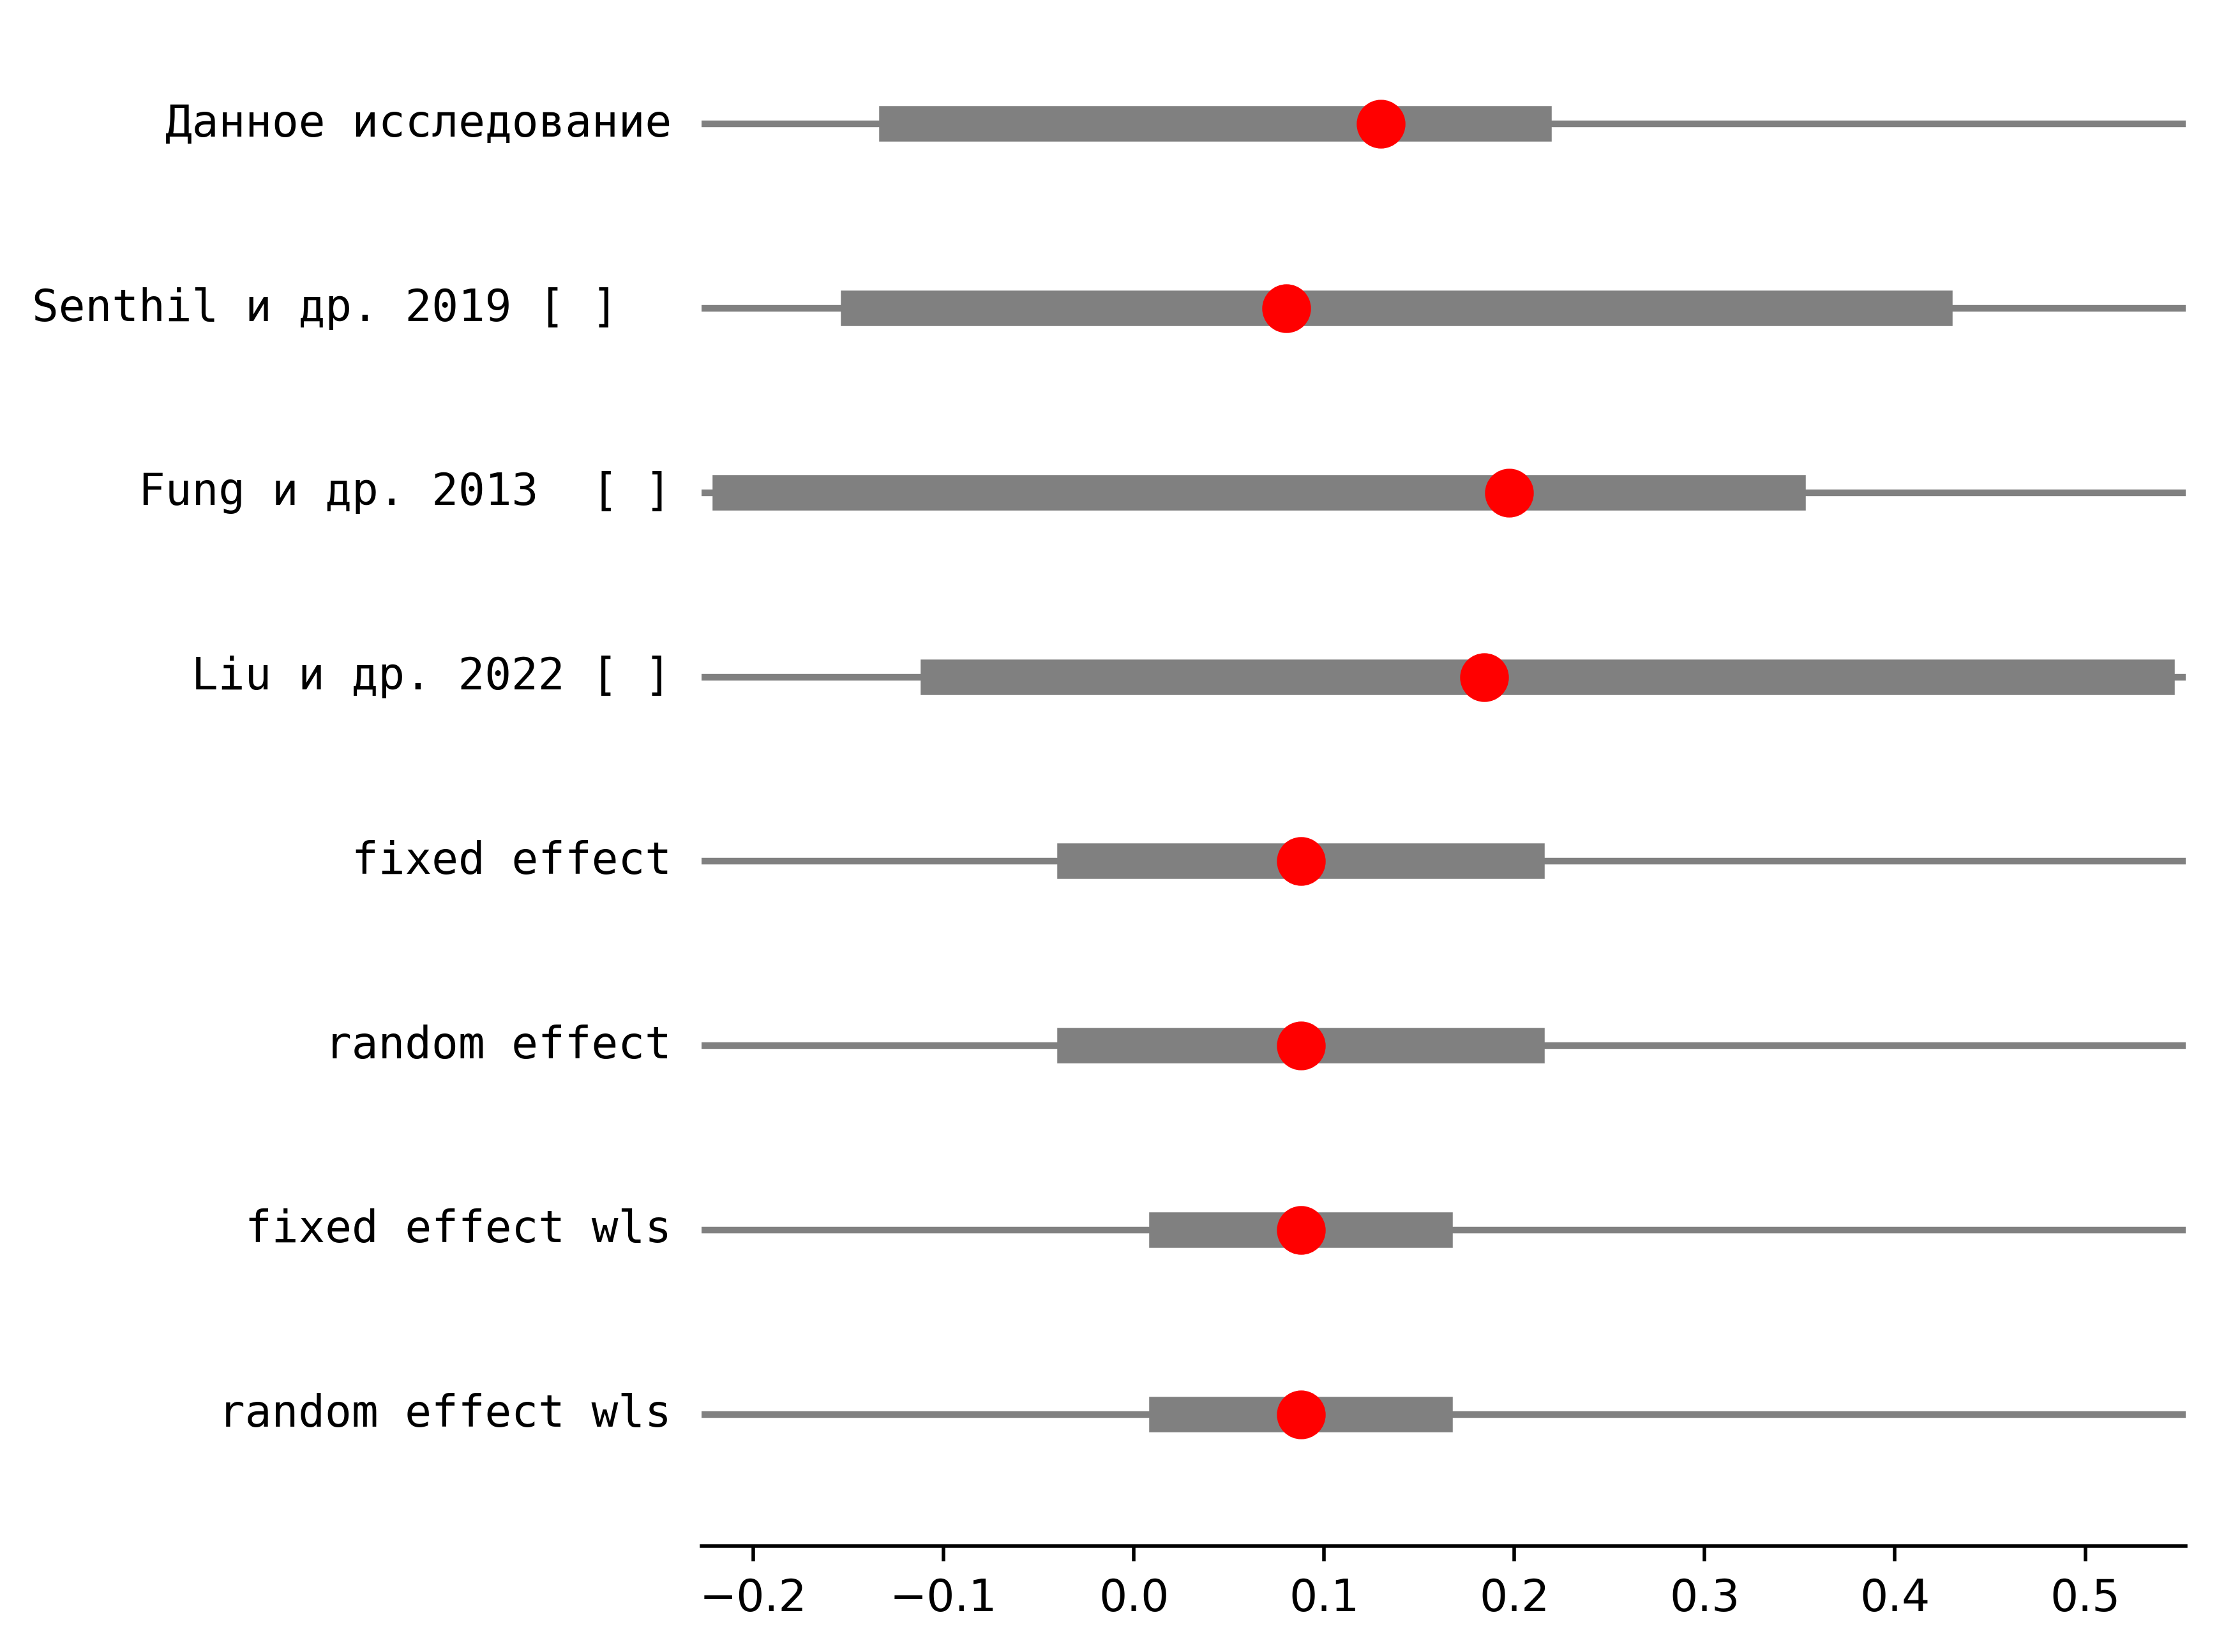 Данное исследование
Senthil и др. 2019 [ ]
Fung и др. 2013  [ ]
Liu и др. 2022 [ ]
fixed effect
random effect
fixed effect wls
random effect wls
−0.2 −0.1 0.0 0.1 0.2 0.3 0.4 0.5